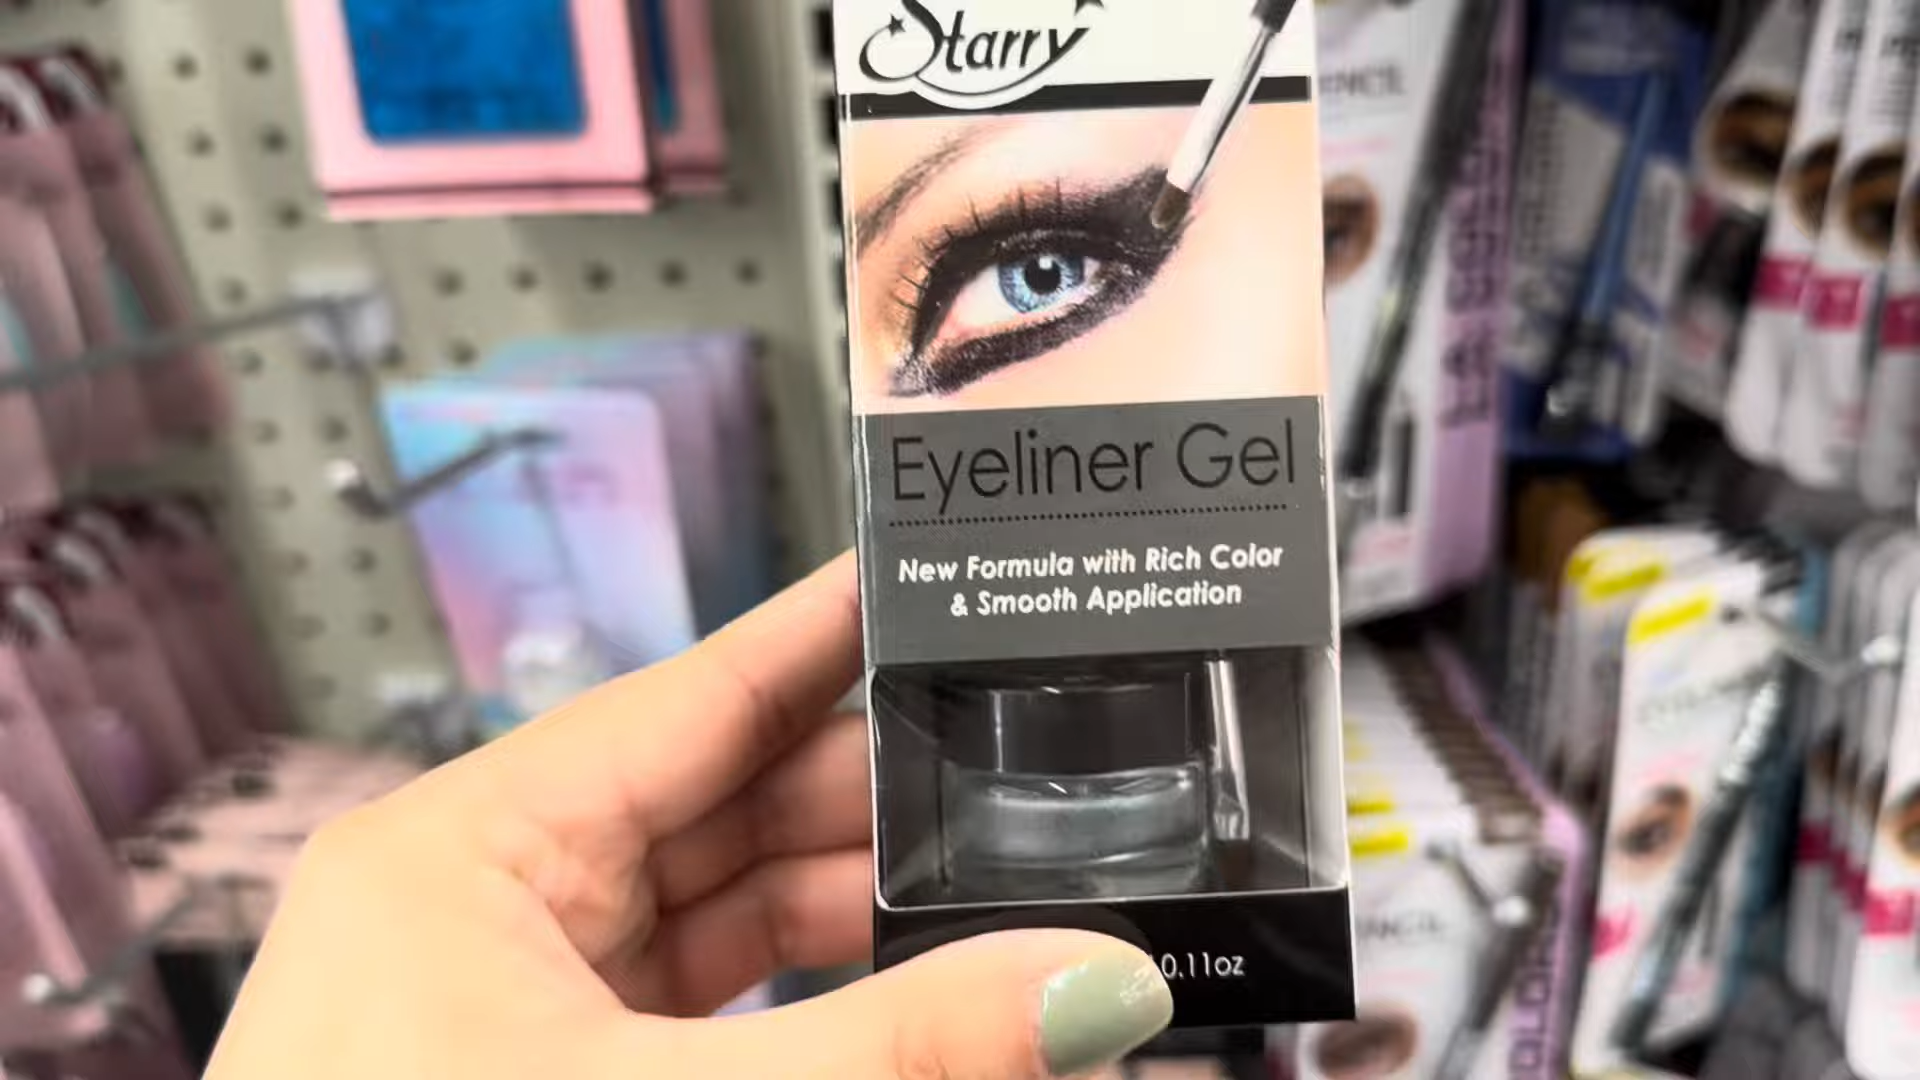 Starry
Eyeliner Gel
New Formula with Rich Color
& Smooth Application
0.11oz